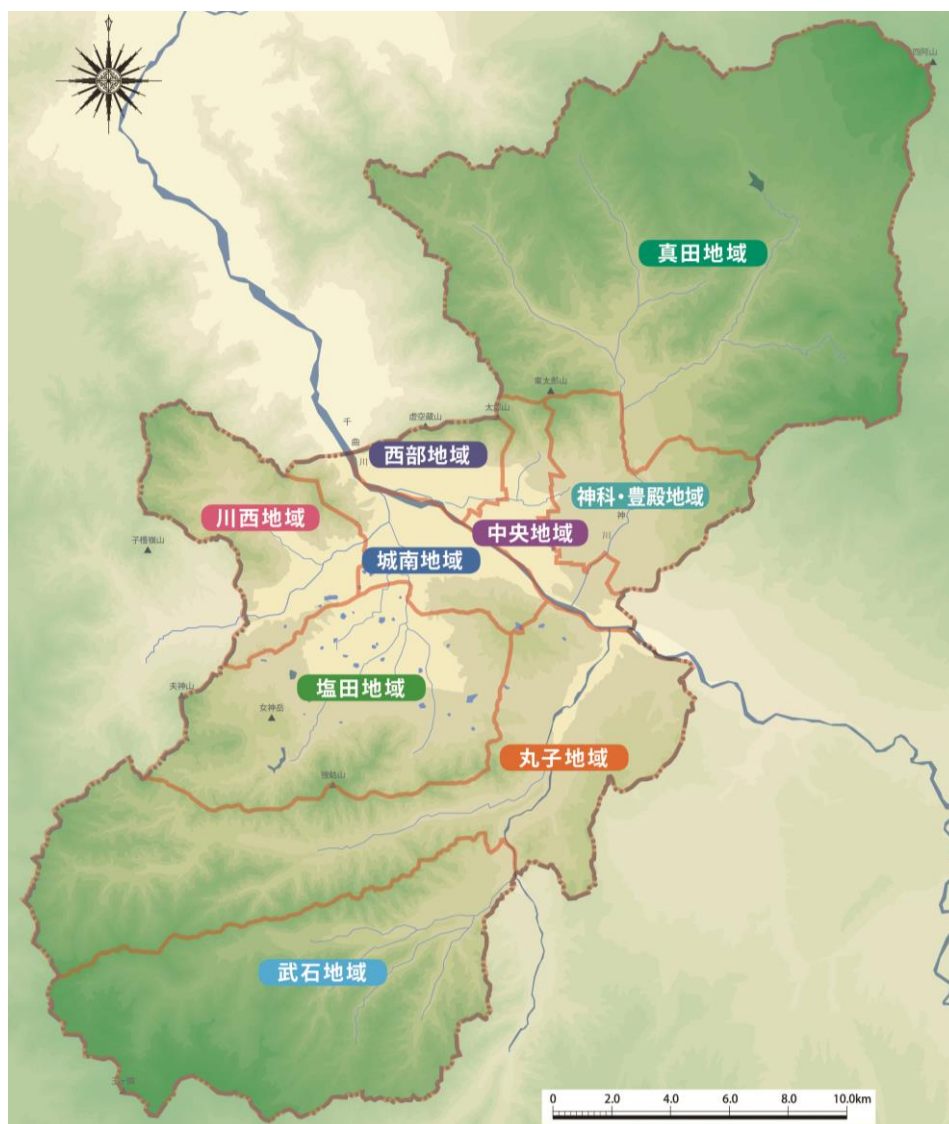 四阿山
真田地域
東太郎山
太郎山
虚空蔵山
千
曲
川
西部地域
神科・豊殿地域
神
川
川西地域
中央地域
子檀嶺山
城南地域
夫神山
塩田地域
女神岳
丸子地域
独鈷山
武石地域
0 2.0 4.0 6.0 8.0 10.0km